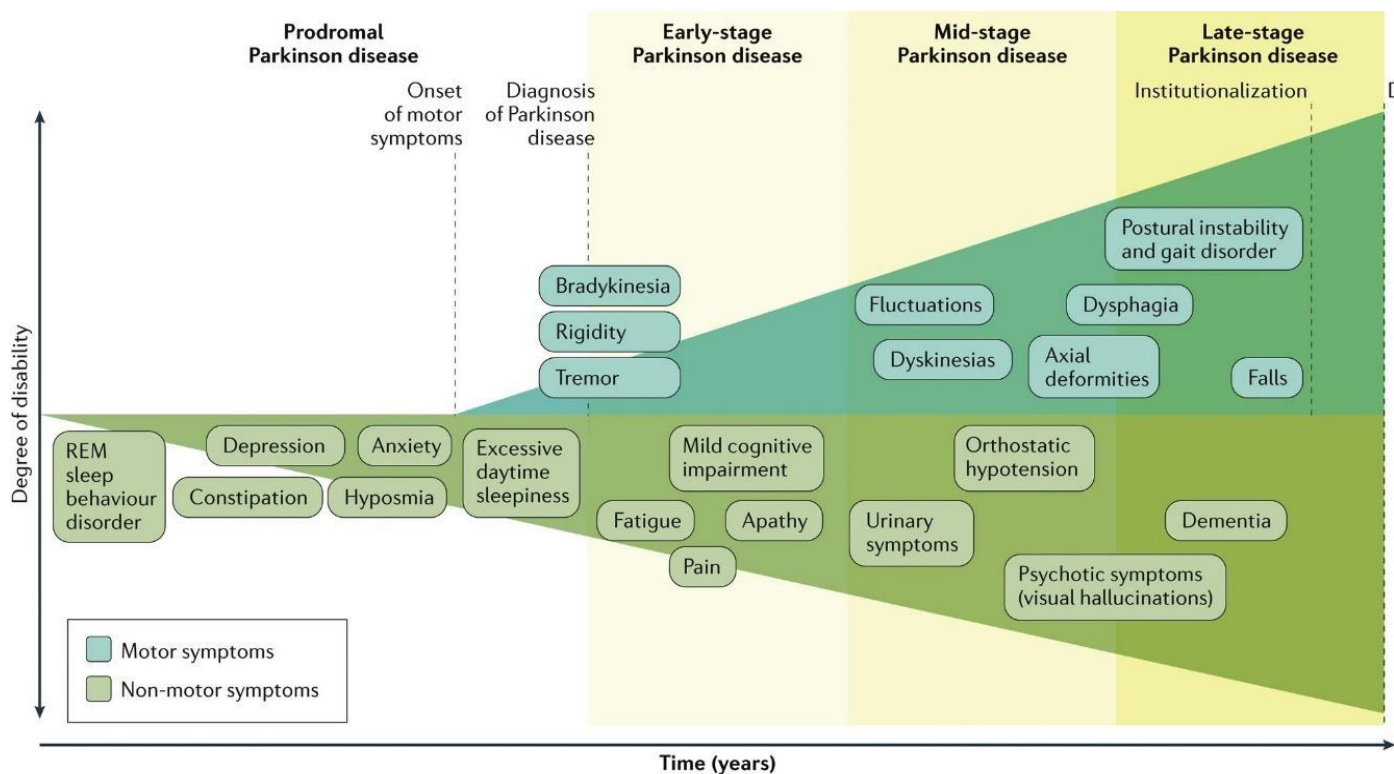 Prodromal
Parkinson disease
Early-stage
Parkinson disease
Mid-stage
Parkinson disease
Late-stage
Parkinson disease
Onset
of motor
symptoms
Diagnosis
of Parkinson
disease
Institutionalization
D
Degree of disability
Bradykinesia
Rigidity
Tremor
Fluctuations
Dyskinesias
Postural instability
and gait disorder
Dysphagia
Axial
deformities
Falls
REM
sleep
behaviour
disorder
Depression
Constipation
Anxiety
Hyposmia
Excessive
daytime
sleepiness
Mild cognitive
impairment
Fatigue
Apathy
Pain
Orthostatic
hypotension
Urinary
symptoms
Dementia
Psychotic symptoms
(visual hallucinations)
Motor symptoms
Non-motor symptoms
Time (years)